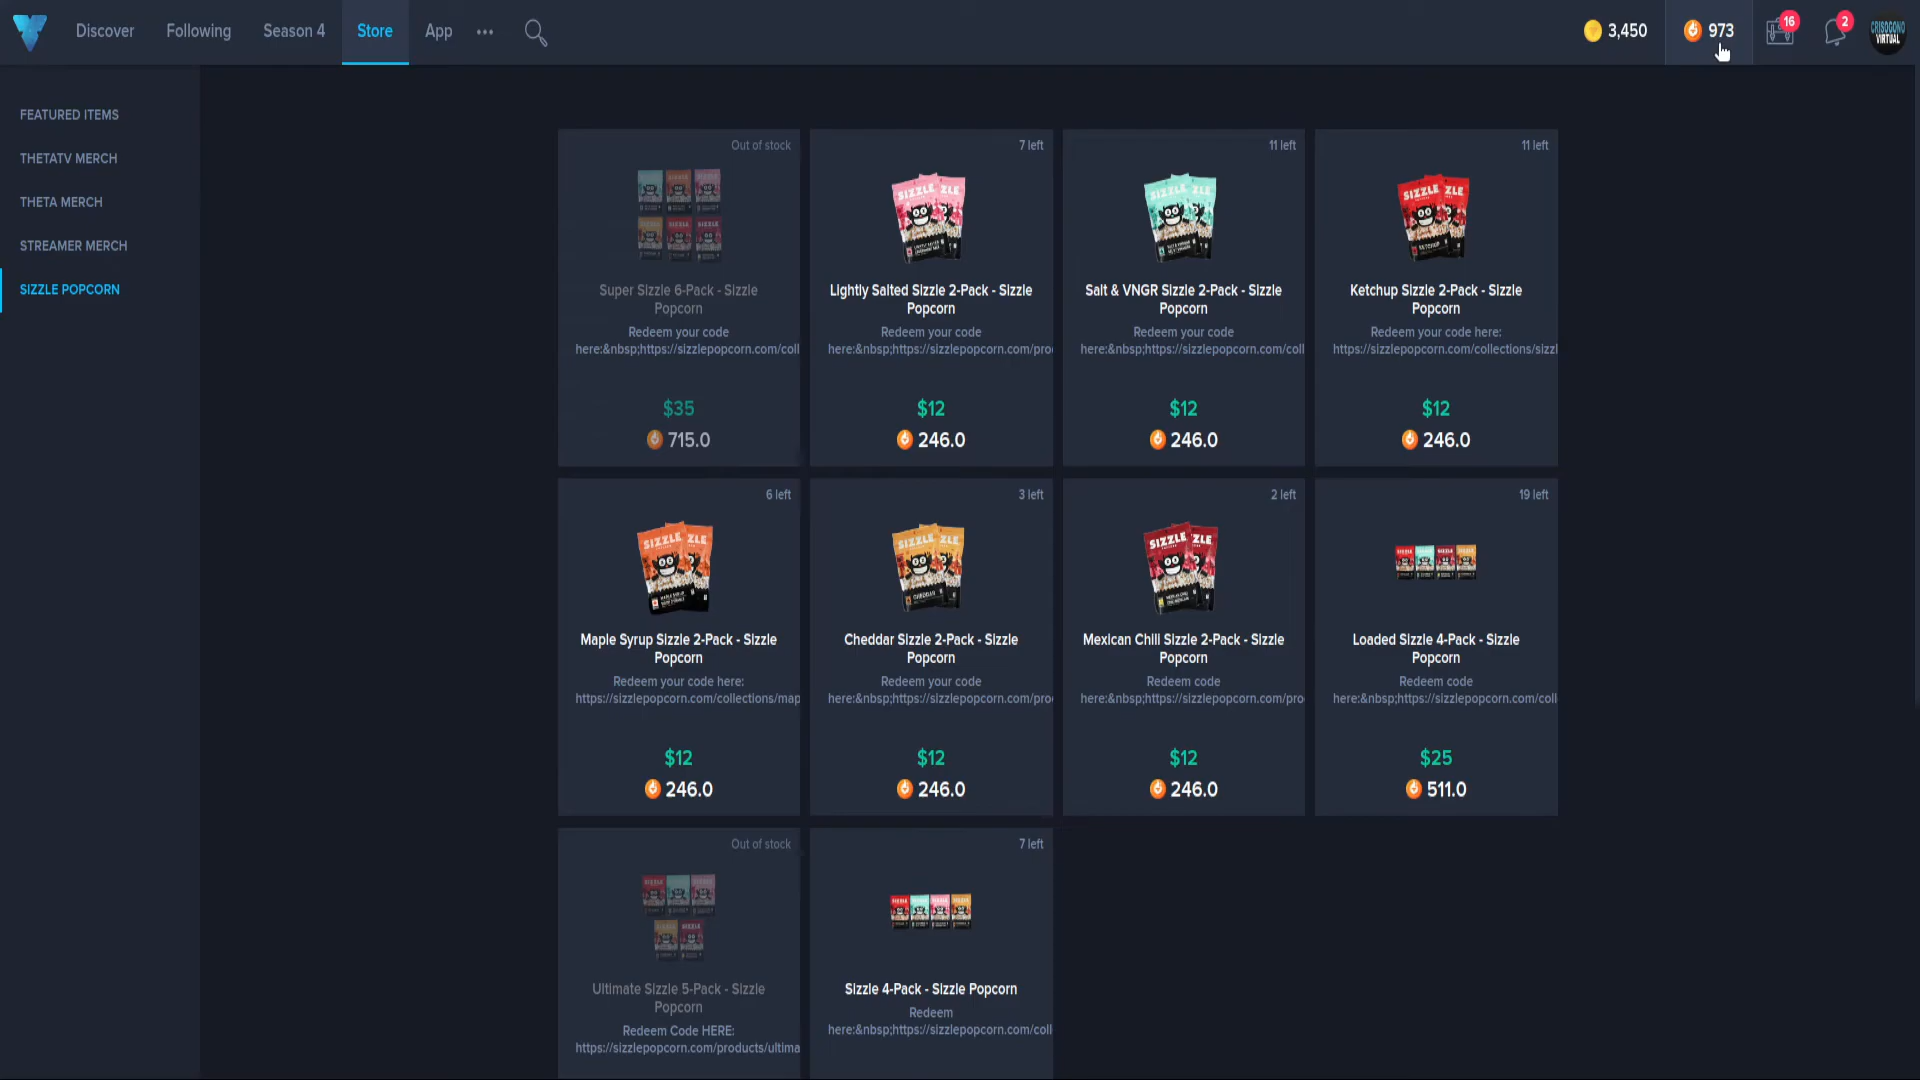 Discover
Following
Season 4
Store
App
3,450
973
16
2
CRISOGONO
VIRTUAL
FEATURED ITEMS
THETATV MERCH
THETA MERCH
STREAMER MERCH
SIZZLE POPCORN
Out of stock
Super Sizzle 6-Pack - Sizzle
Popcorn
Redeem your code
here:&nbsp;https://sizzlepopcorn.com/coll
$35
715.0
7 left
SIZZLE
Lightly Salted Sizzle 2-Pack - Sizzle
Popcorn
Redeem your code
here:&nbsp;https://sizzlepopcorn.com/pro
$12
246.0
11 left
SIZZLE
Salt & VNGR Sizzle 2-Pack - Sizzle
Popcorn
Redeem your code
here:&nbsp;https://sizzlepopcorn.com/coll
$12
246.0
11 left
SIZZLE
KETCHUP
Ketchup Sizzle 2-Pack - Sizzle
Popcorn
Redeem your code here:
https://sizzlepopcorn.com/collections/sizzl
$12
246.0
6 left
SIZZLE
Maple Syrup Sizzle 2-Pack - Sizzle
Popcorn
Redeem your code here:
https://sizzlepopcorn.com/collections/map
$12
246.0
3 left
SIZZLE
CHEDDAR
Cheddar Sizzle 2-Pack - Sizzle
Popcorn
Redeem your code
here:&nbsp;https://sizzlepopcorn.com/pro
$12
246.0
2 left
SIZZLE
Mexican Chili Sizzle 2-Pack - Sizzle
Popcorn
Redeem code
here:&nbsp;https://sizzlepopcorn.com/pro
$12
246.0
19 left
Loaded Sizzle 4-Pack - Sizzle
Popcorn
Redeem code
here:&nbsp;https://sizzlepopcorn.com/coll
$25
511.0
Out of stock
Ultimate Sizzle 5-Pack - Sizzle
Popcorn
Redeem Code HERE:
https://sizzlepopcorn.com/products/ultima
7 left
Sizzle 4-Pack - Sizzle Popcorn
Redeem
here:&nbsp;https://sizzlepopcorn.com/coll